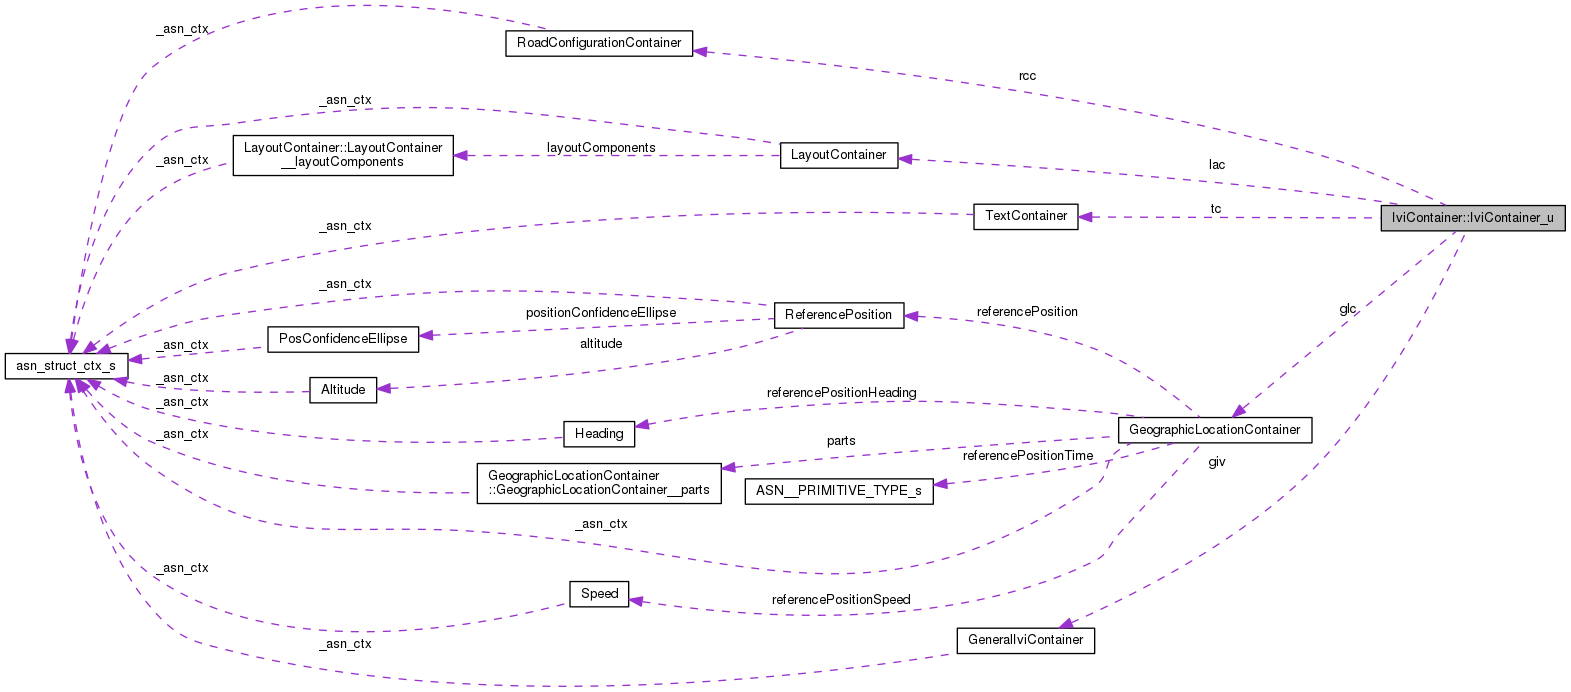 _asn_ctx
RoadConfigurationContainer
rcc
_asn_ctx
LayoutContainer::LayoutContainer
__layoutComponents
_asn_ctx
layoutComponents
LayoutContainer
lac
TextContainer
tc
IviContainer::IviContainer_u
_asn_ctx
_asn_ctx
positionConfidenceEllipse
ReferencePosition
referencePosition
glc
PosConfidenceEllipse
_asn_ctx
altitude
asn_struct_ctx_s
_asn_ctx
Altitude
_asn_ctx
referencePositionHeading
Heading
GeographicLocationContainer
_asn_ctx
parts
referencePositionTime
giv
GeographicLocationContainer
::GeographicLocationContainer__parts
ASN__PRIMITIVE_TYPE_s
_asn_ctx
_asn_ctx
Speed
referencePositionSpeed
GeneralIviContainer
_asn_ctx